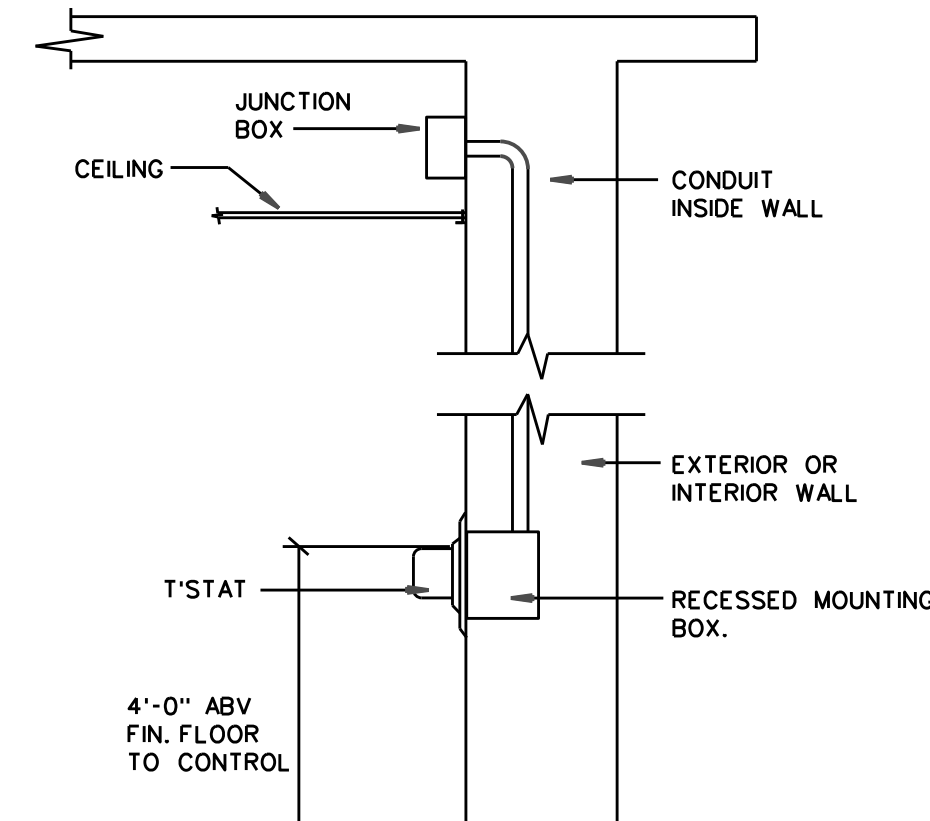 JUNCTION
BOX
CEILING
CONDUIT
INSIDE WALL
EXTERIOR OR
INTERIOR WALL
T'STAT
RECESSED MOUNTING
BOX.
4'-0" ABV
FIN. FLOOR
TO CONTROL